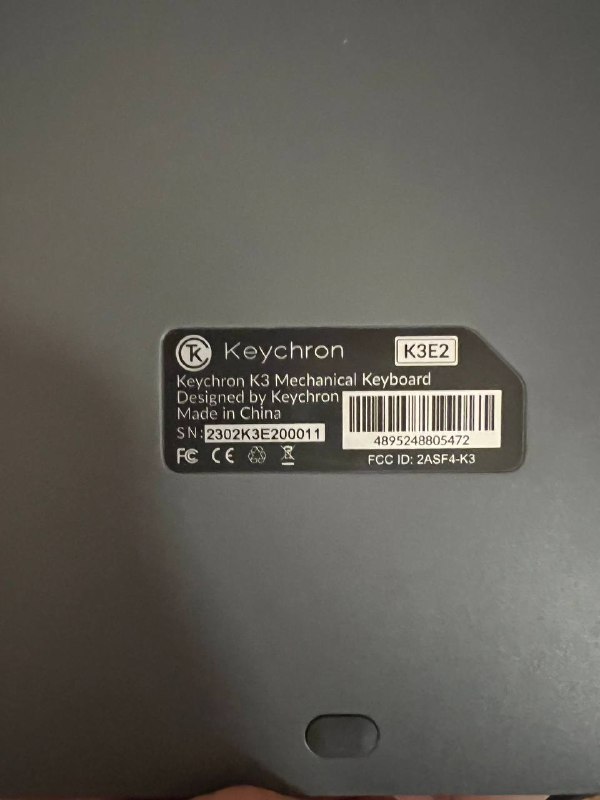 Keychron
K3E2
Keychron K3 Mechanical Keyboard
Designed by Keychron
Made in China
SN:2302K3E200011
4895248805472
FC CE
FCC ID: 2ASF4-K3